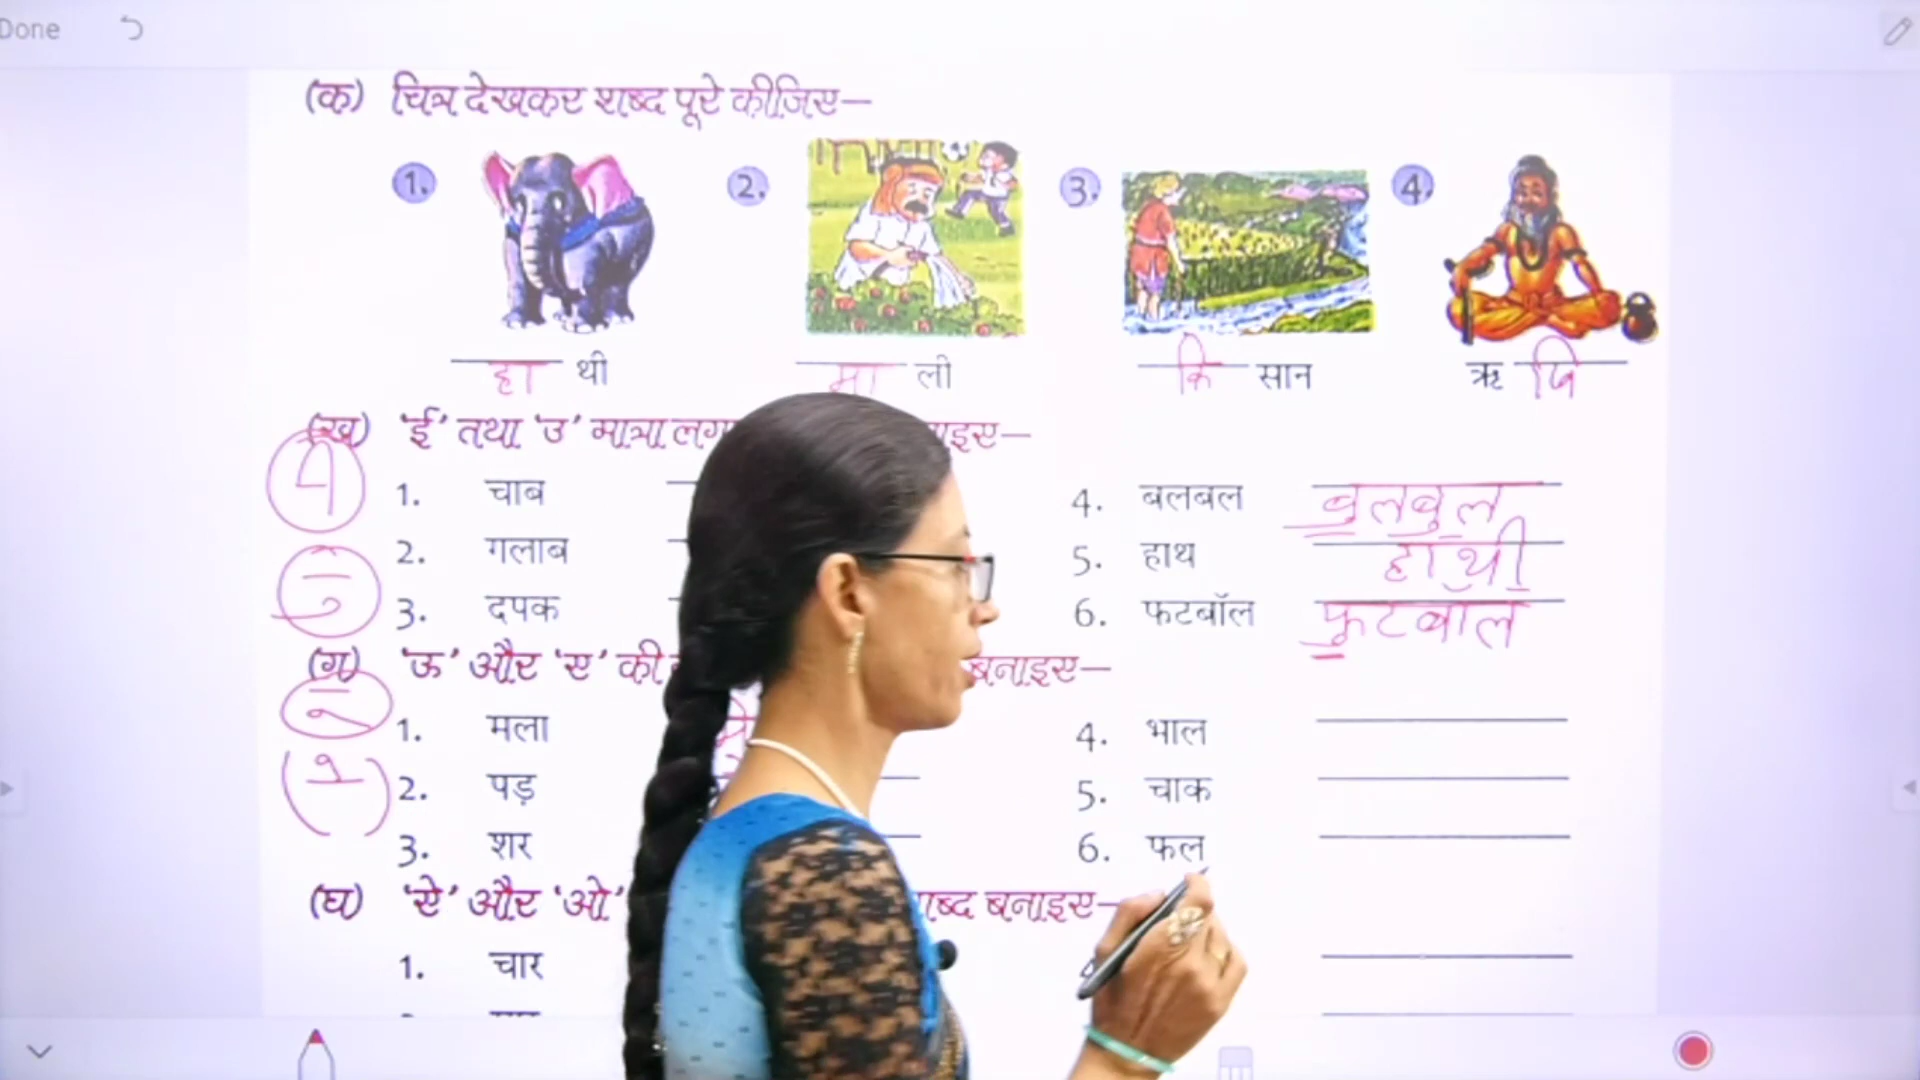 Done
(क) चित्र देखकर शब्द पूरे कीजिए—
1. 2. 3. 4.
हा थी मा ली कि सान ऋ षि
(ख) 'ई' तथा 'उ' मात्रा लगा इए—
1. चाब
4. बलबल बुलबुल
2. गलाब
5. हाथ हाथी
3. दपक
6. फटबॉल फुटबॉल
(ग) 'ऊ' और 'ए' की बनाइए—
1. मला
4. भाल
2. पड़
5. चाक
3. शर
6. फल
(घ) 'ऐ' और 'ओ' शब्द बनाइए—
1. चार